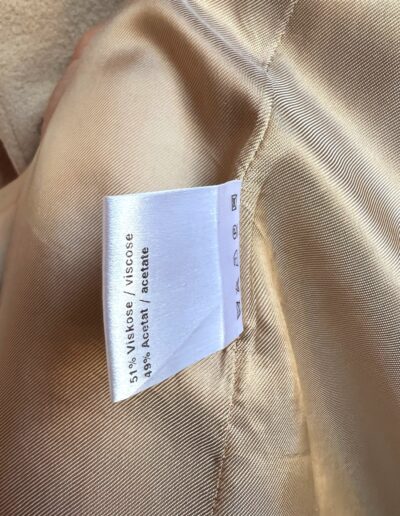 51% Viskose / viscose
49% Acetat / acetate